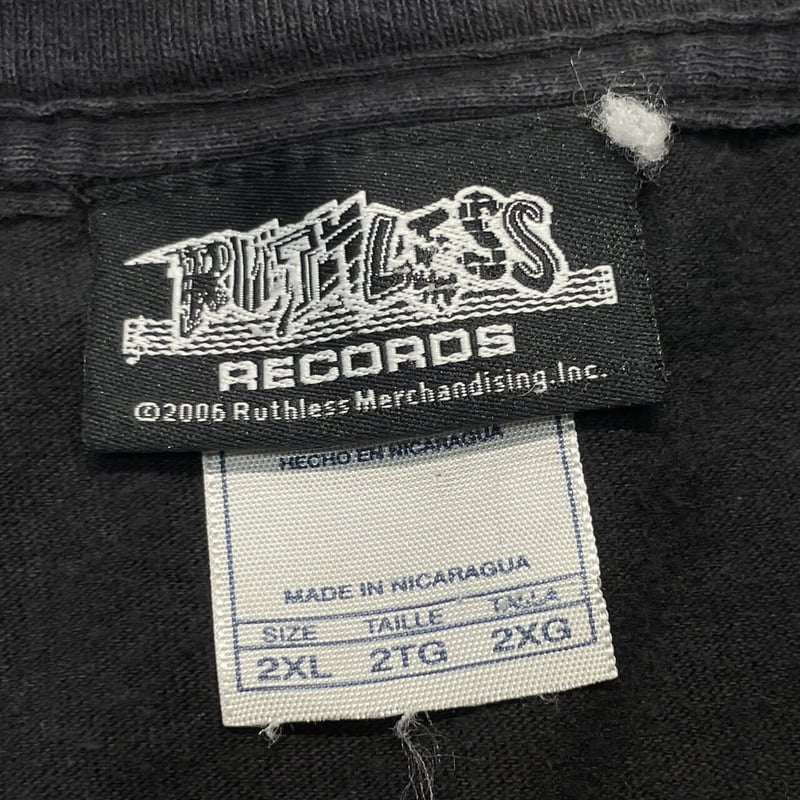 RUTHLESS
RECORDS
©2006 Ruthless Merchandising.Inc.
HECHO EN NICARAGUA
MADE IN NICARAGUA
SIZE TAILLE TALLA
2XL 2TG 2XG